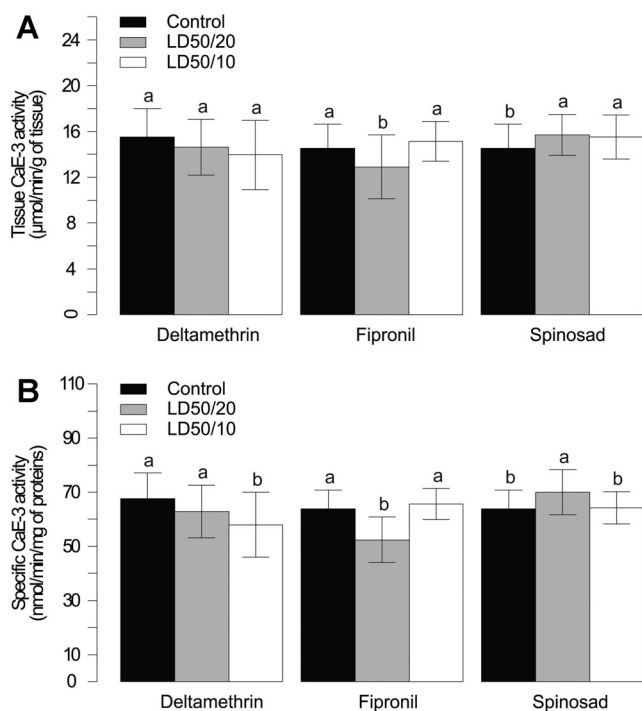 A
Control
LD50/20
LD50/10
Tissue CaE-3 activity
(µmol/min/g of tissue)
26
20
16
12
8
4
0
a a a a b a b a a
Deltamethrin Fipronil Spinosad
B
Control
LD50/20
LD50/10
Specific CaE-3 activity
(nmol/min/mg of proteins)
110
90
70
50
30
10
0
a a b a b a b a b
Deltamethrin Fipronil Spinosad